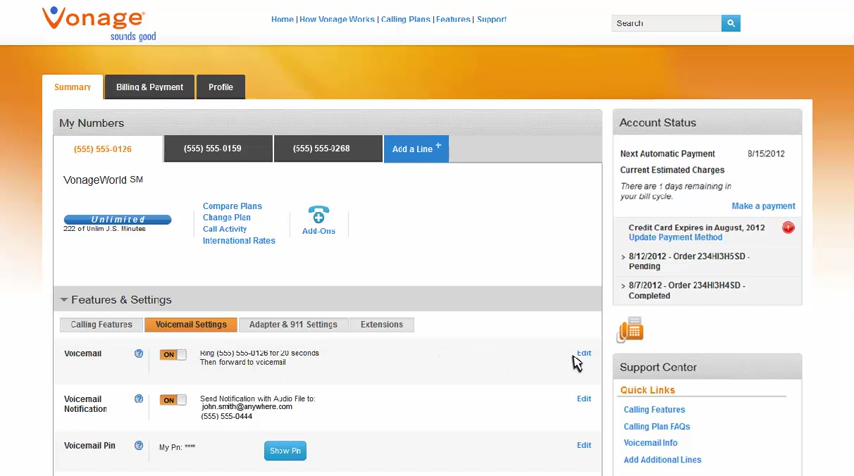 Vonage®
sounds good
Home | How Vonage Works | Calling Plans | Features | Support
Search
Summary
Billing & Payment
Profile
My Numbers
(555) 555-0126
(555) 555-0159
(555) 555-0268
Add a Line +
VonageWorld SM
Unlimited
222 of Unlim J.S. Minutes
Compare Plans
Change Plan
Call Activity
International Rates
Add-Ons
Features & Settings
Calling Features
Voicemail Settings
Adapter & 911 Settings
Extensions
Voicemail
?
ON
Ring (555) 555-0126 for 20 seconds
Then forward to voicemail
Edit
Voicemail
Notification
?
ON
Send Notification with Audio File to:
john.smith@anywhere.com
(555) 555-0444
Edit
Voicemail Pin
?
My Pn: ****
Show Pn
Edit
Account Status
Next Automatic Payment 8/15/2012
Current Estimated Charges
There are 1 days remaining in
your bill cycle.
Make a payment
Credit Card Expires in August, 2012
Update Payment Method
> 8/12/2012 - Order 234HI3H5SD -
Pending
> 8/7/2012 - Order 234HI3H4SD -
Completed
Support Center
Quick Links
Calling Features
Calling Plan FAQs
Voicemail Info
Add Additional Lines